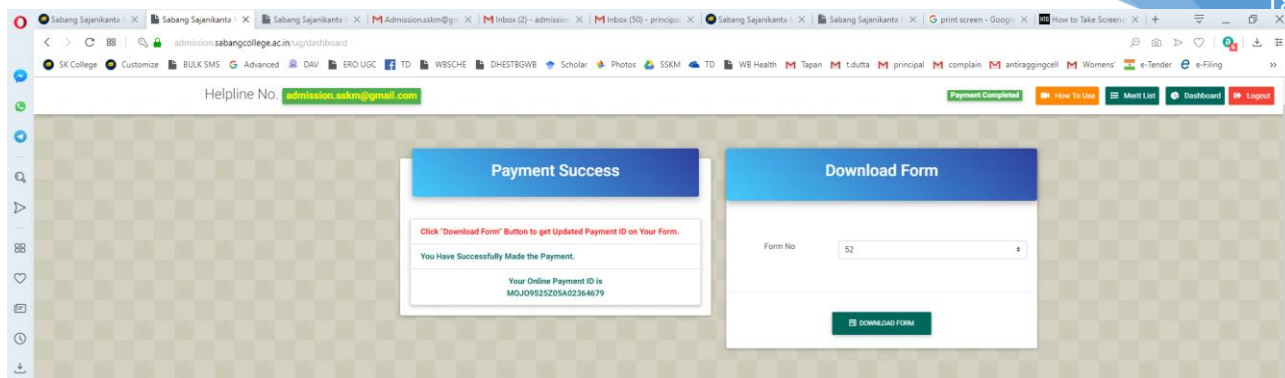 Sabang Sajanikanta
Sabang Sajanikanta
Sabang Sajanikanta
Admission.sskm@gm
Inbox (2) - admission
Inbox (50) - principal
Sabang Sajanikanta
Sabang Sajanikanta
print screen - Google
How to Take Screen
admission.sabangcollege.ac.in/ug/dashboard
SK College
Customize
BULK SMS
Advanced
DAV
ERO UGC
TD
WBSCHE
DHESTBGWB
Scholar
Photos
SSKM
TD
WB Health
Tapan
t.dutta
principal
complain
antiraggingcell
Womens'
e-Tender
e-Filing
Helpline No. admission.sskm@gmail.com
Payment Completed
How To Use
Merit List
Dashboard
Logout
Payment Success
Click "Download Form" Button to get Updated Payment ID on Your Form.
You Have Successfully Made the Payment.
Your Online Payment ID is
MOJO9525Z05A02364679
Download Form
Form No
52
DOWNLOAD FORM